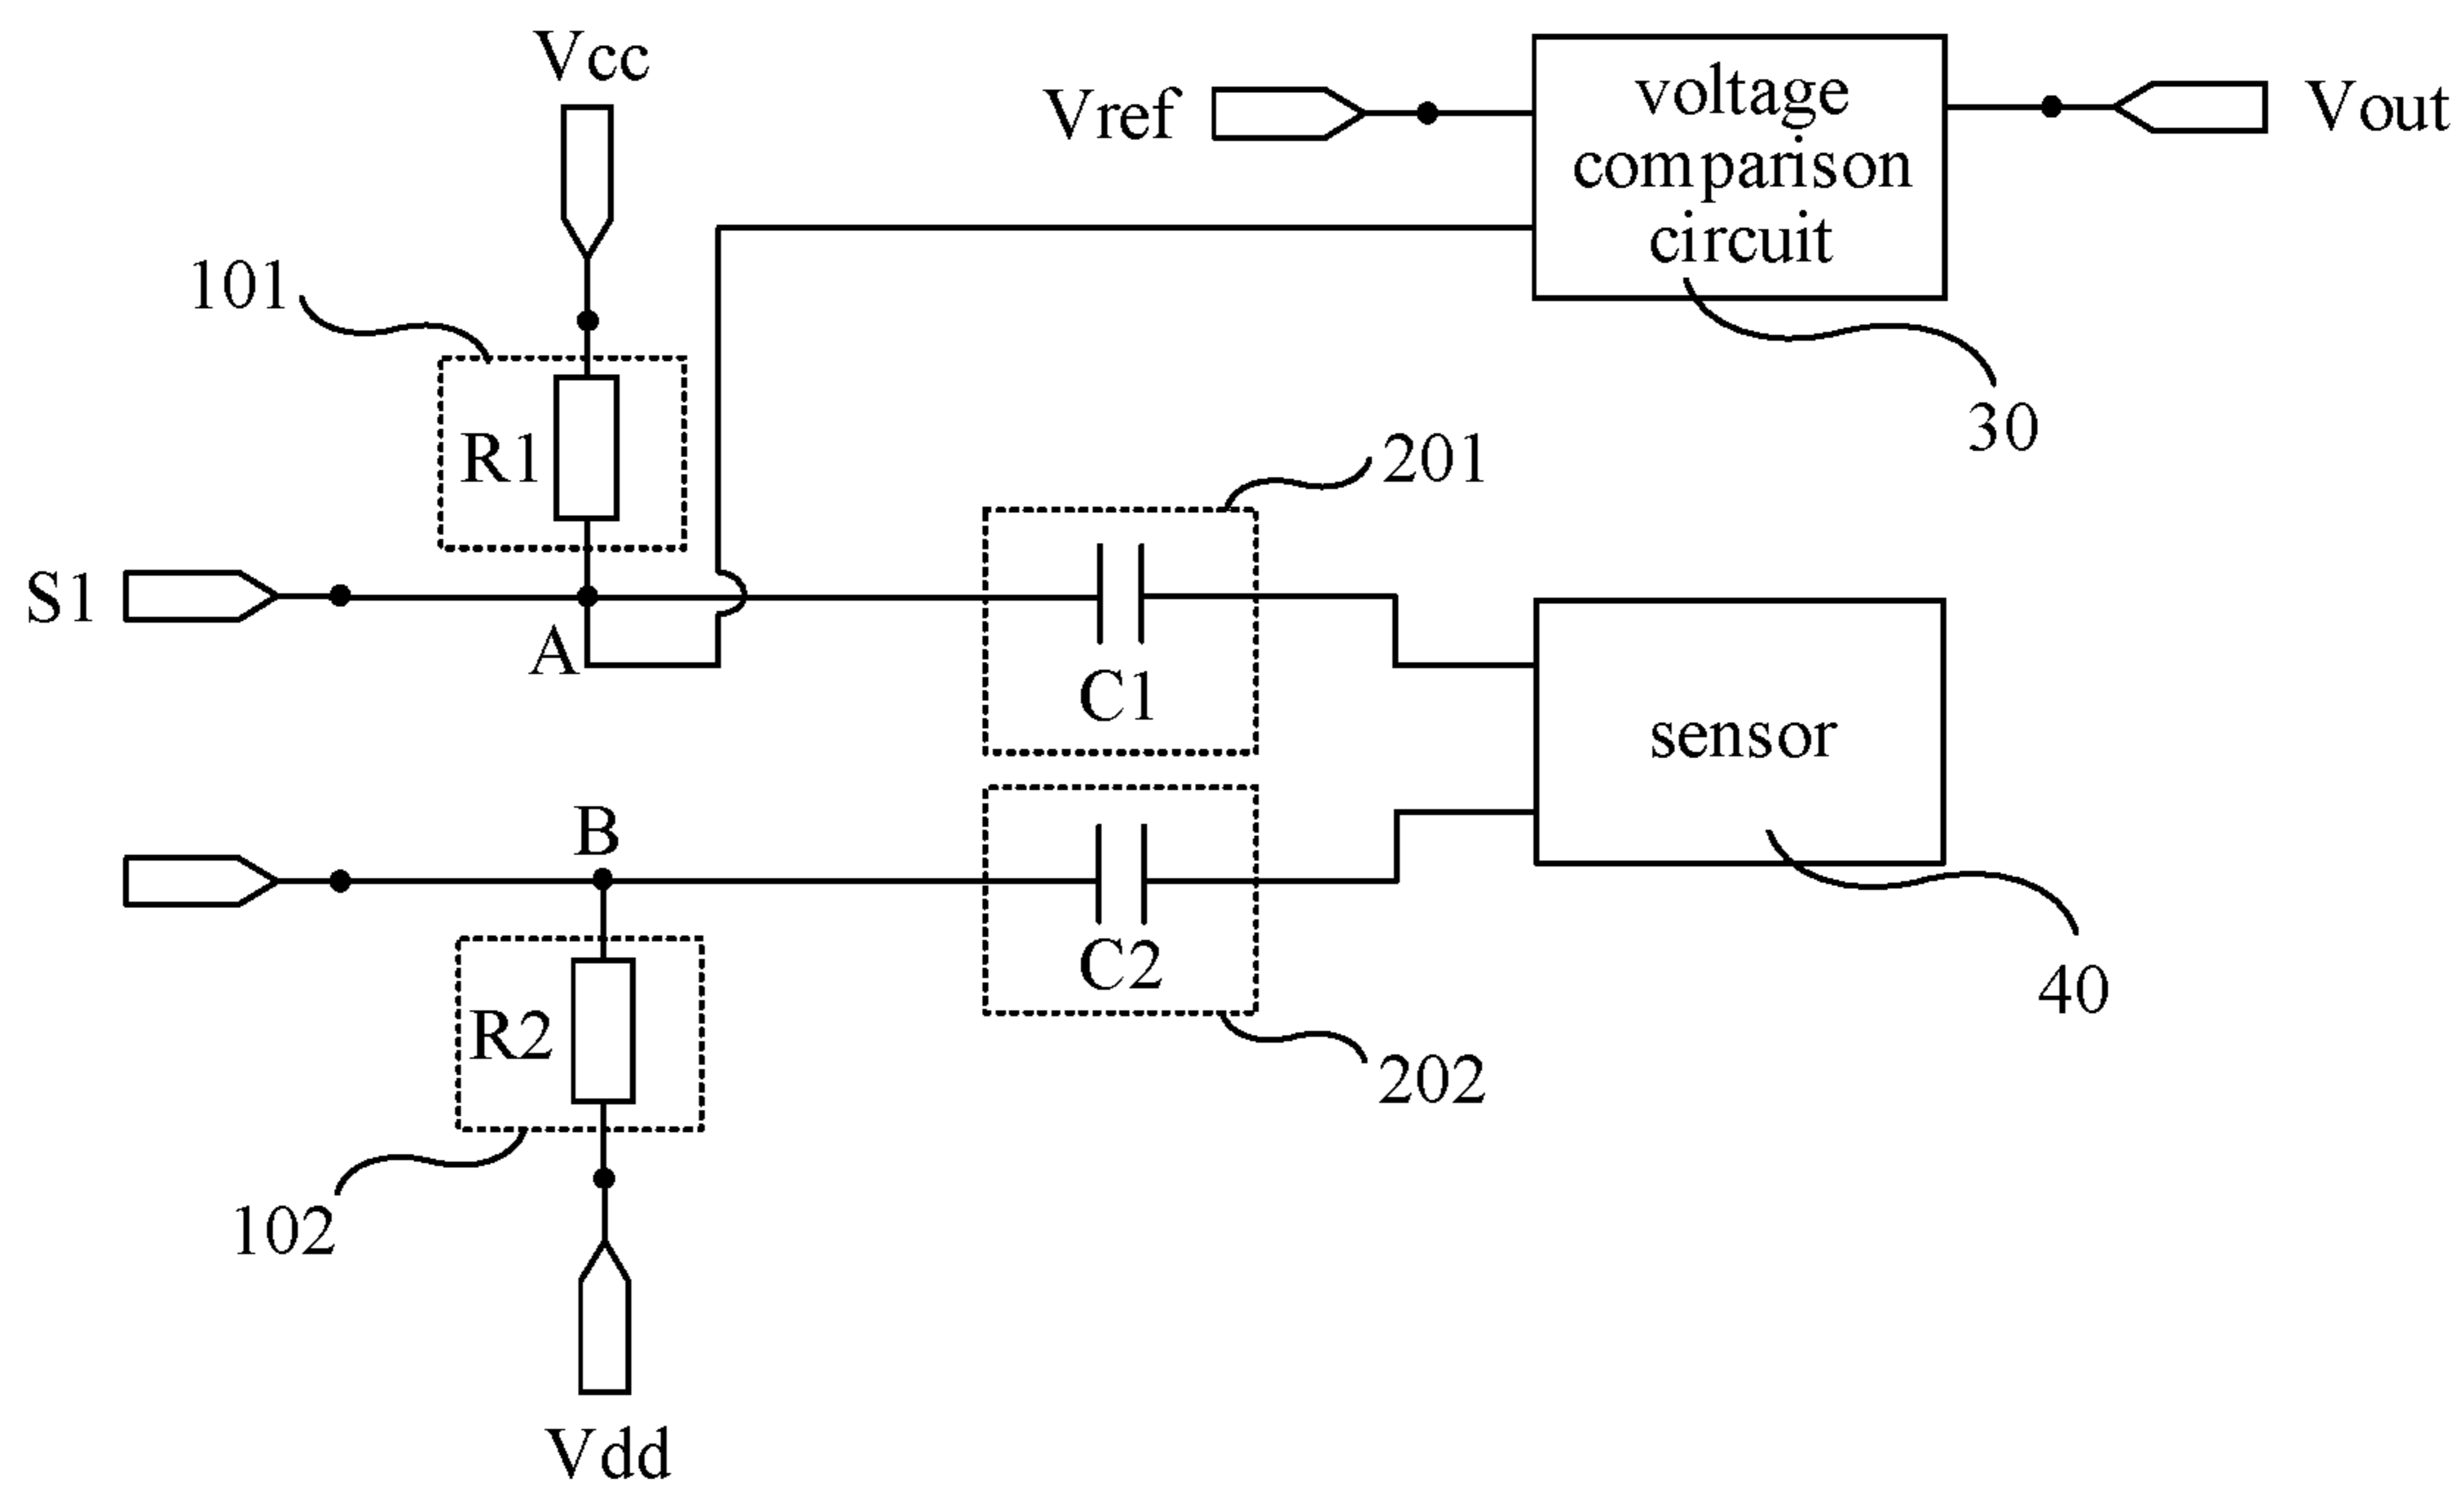 Vcc
Vref
voltage
comparison
circuit
Vout
101
R1
30
201
S1
A
C1
sensor
B
C2
R2
40
202
102
Vdd